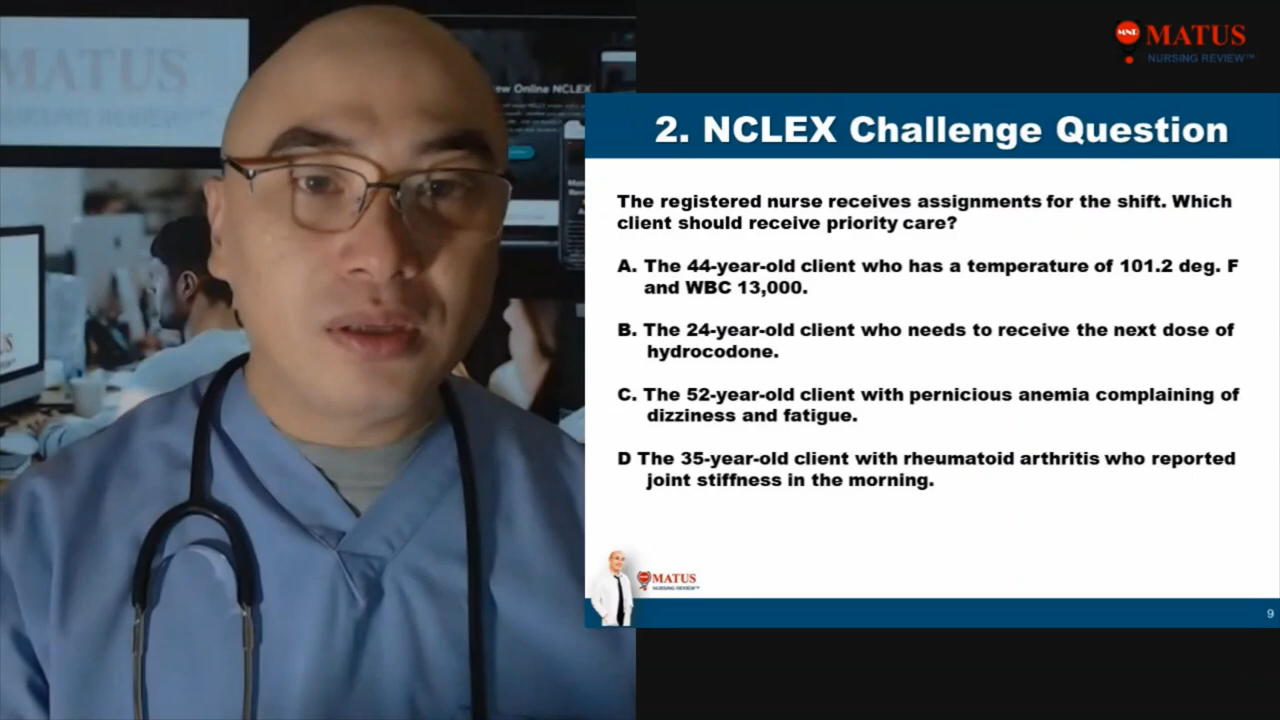 MATUS
NURSING REVIEW
ew Online NCLEX
MNR MATUS
NURSING REVIEW™
2. NCLEX Challenge Question
The registered nurse receives assignments for the shift. Which
client should receive priority care?
A. The 44-year-old client who has a temperature of 101.2 deg. F
and WBC 13,000.
B. The 24-year-old client who needs to receive the next dose of
hydrocodone.
C. The 52-year-old client with pernicious anemia complaining of
dizziness and fatigue.
D The 35-year-old client with rheumatoid arthritis who reported
joint stiffness in the morning.
MATUS
NURSING REVIEW™
9